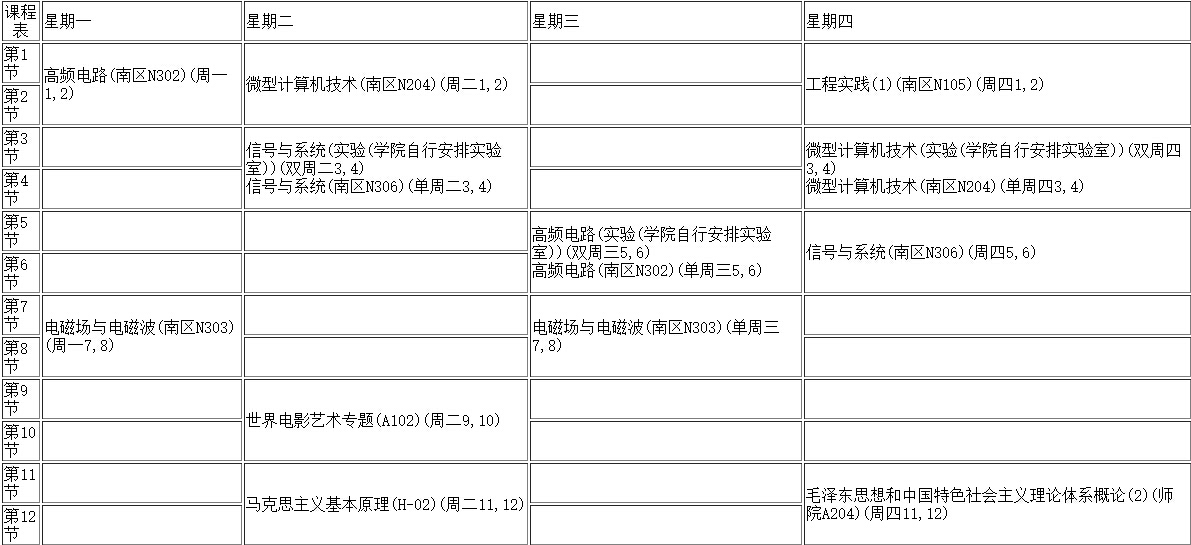 课程
表
星期一
星期二
星期三
星期四
第1
节
高频电路(南区N302)(周一
1,2)
微型计算机技术(南区N204)(周二1,2)
工程实践(1)(南区N105)(周四1,2)
第2
节
第3
节
信号与系统(实验(学院自行安排实验
室))(双周二3,4)
信号与系统(南区N306)(单周二3,4)
微型计算机技术(实验(学院自行安排实验室))(双周四
3,4)
微型计算机技术(南区N204)(单周四3,4)
第4
节
第5
节
高频电路(实验(学院自行安排实验
室))(双周三5,6)
高频电路(南区N302)(单周三5,6)
信号与系统(南区N306)(周四5,6)
第6
节
第7
节
电磁场与电磁波(南区N303)
(周一7,8)
电磁场与电磁波(南区N303)(单周三
7,8)
第8
节
第9
节
世界电影艺术专题(A102)(周二9,10)
第10
节
第11
节
马克思主义基本原理(H-02)(周二11,12)
毛泽东思想和中国特色社会主义理论体系概论(2)(师
院A204)(周四11,12)
第12
节